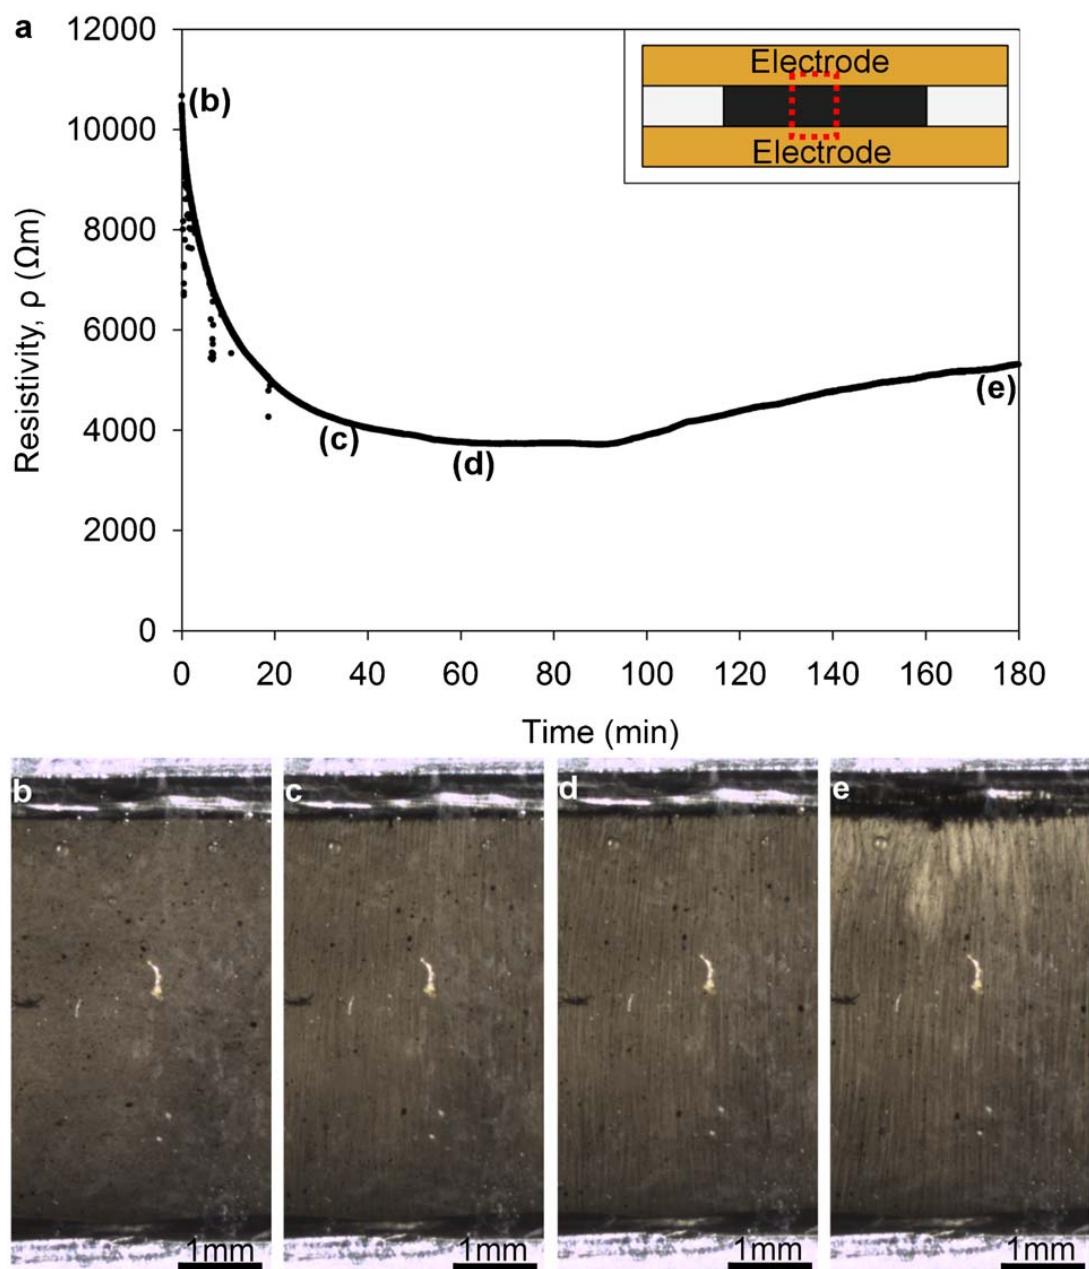 a
12000
10000
8000
6000
4000
2000
0
Resistivity, ρ (Ωm)
(b)
(c)
(d)
(e)
Electrode
Electrode
0 20 40 60 80 100 120 140 160 180
Time (min)
b c d e
1mm 1mm 1mm 1mm